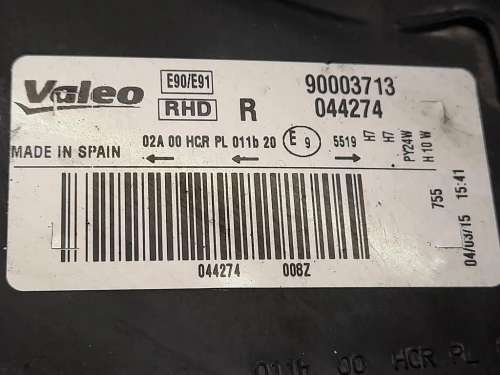 Valeo E90/E91 90003713
RHD R 044274
02A 00 HCR PL 011b 20 E 9 5519 H7 H7 PY24W H10W
MADE IN SPAIN
755 04/03/15 15:41
044274 008Z
011b 00 HCR PL